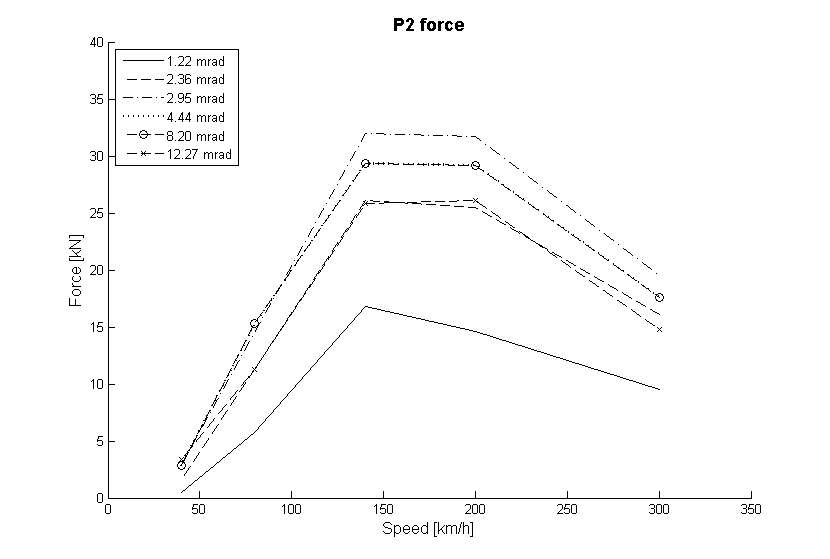 P2 force
40
35
30
25
20
15
10
5
0
Force [kN]
1.22 mrad
2.36 mrad
2.95 mrad
4.44 mrad
8.20 mrad
12.27 mrad
0 50 100 150 200 250 300 350
Speed [km/h]